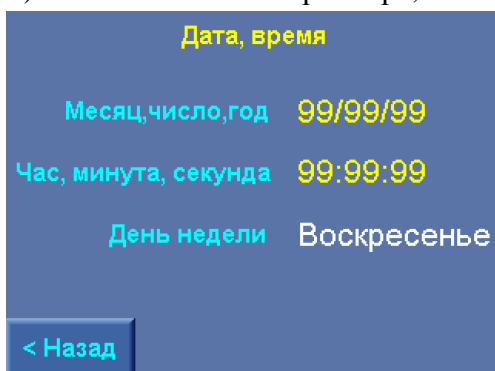 Дата, время
Месяц,число,год 99/99/99
Час, минута, секунда 99:99:99
День недели Воскресенье
< Назад